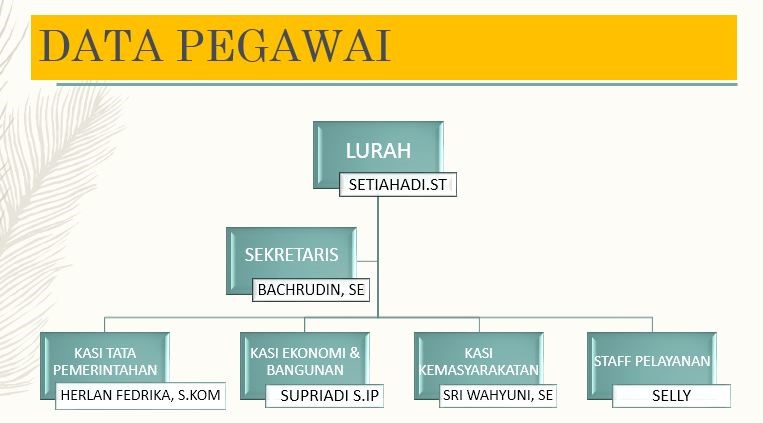 DATA PEGAWAI
LURAH
SETIAHADI.ST
SEKRETARIS
BACHRUDIN, SE
KASI TATA
PEMERINTAHAN
HERLAN FEDRIKA, S.KOM
KASI EKONOMI &
BANGUNAN
SUPRIADI S.IP
KASI
KEMASYARAKATAN
SRI WAHYUNI, SE
STAFF PELAYANAN
SELLY